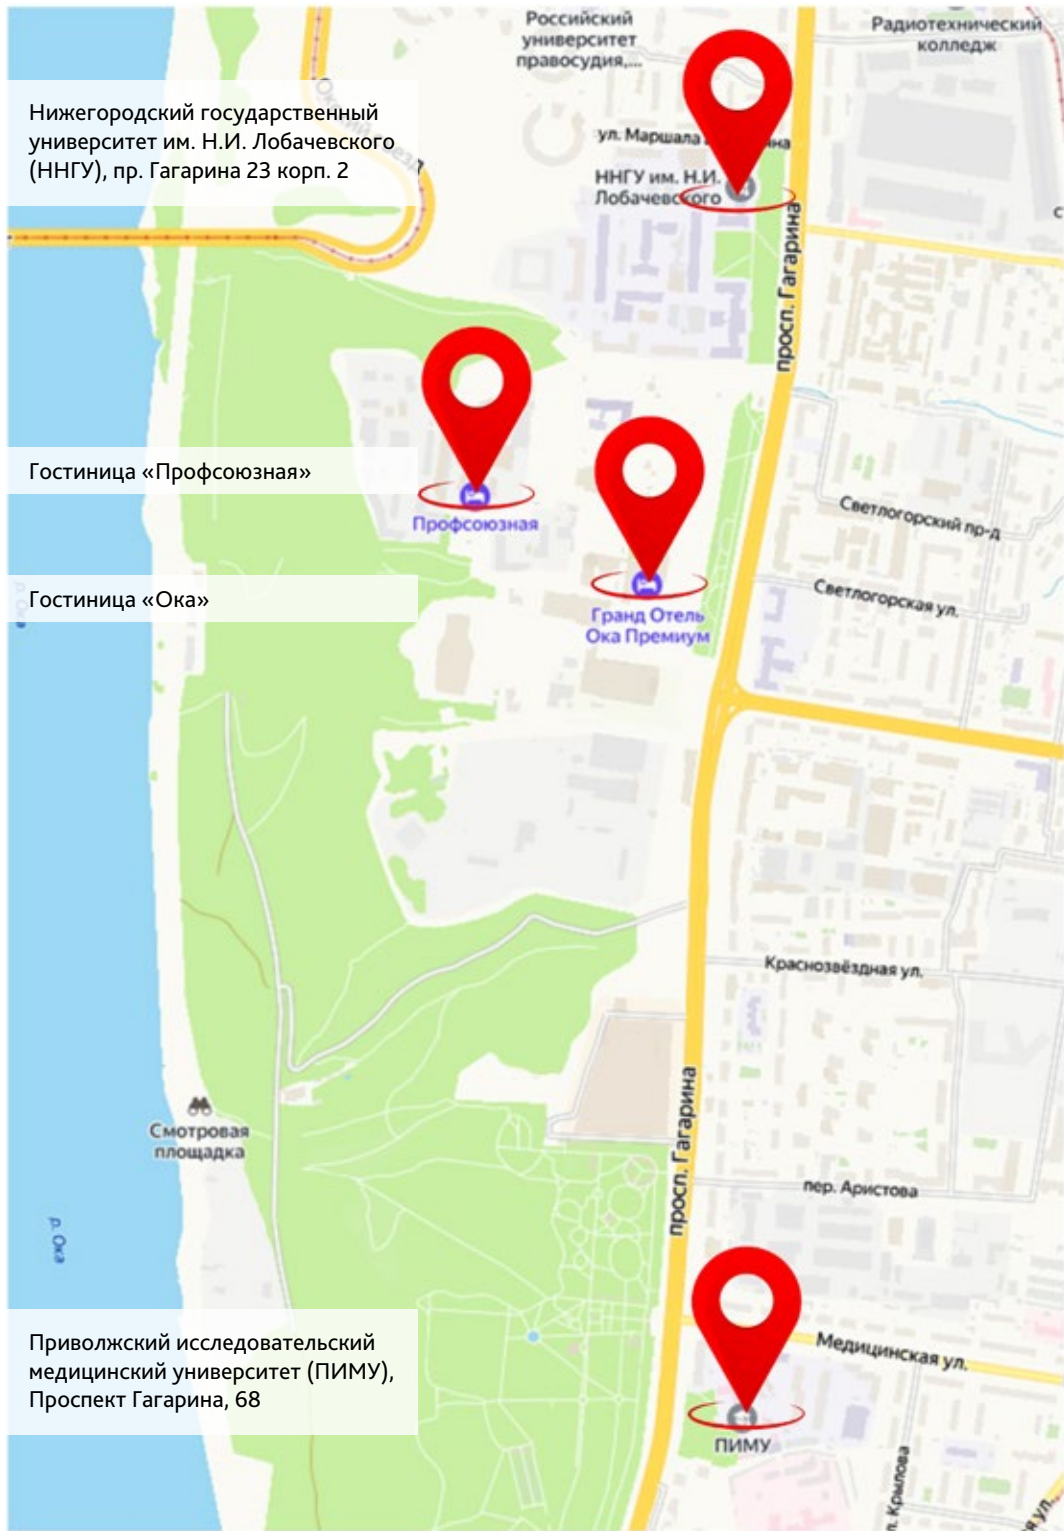 Российский
университет
правосудия,...
Радиотехнический
колледж
Нижегородский государственный
университет им. Н.И. Лобачевского
(ННГУ), пр. Гагарина 23 корп. 2
ул. Маршала
ННГУ им. Н.И.
Лобачевского
просп. Гагарина
Гостиница «Профсоюзная»
Профсоюзная
Светлогорский пр-д
Гостиница «Ока»
р. Ока
Светлогорская ул.
Гранд Отель
Ока Премиум
Краснозвёздная ул.
Смотровая
площадка
просп. Гагарина
пер. Аристова
р. Ока
Приволжский исследовательский
медицинский университет (ПИМУ),
Проспект Гагарина, 68
Медицинская ул.
ПИМУ
Крылова